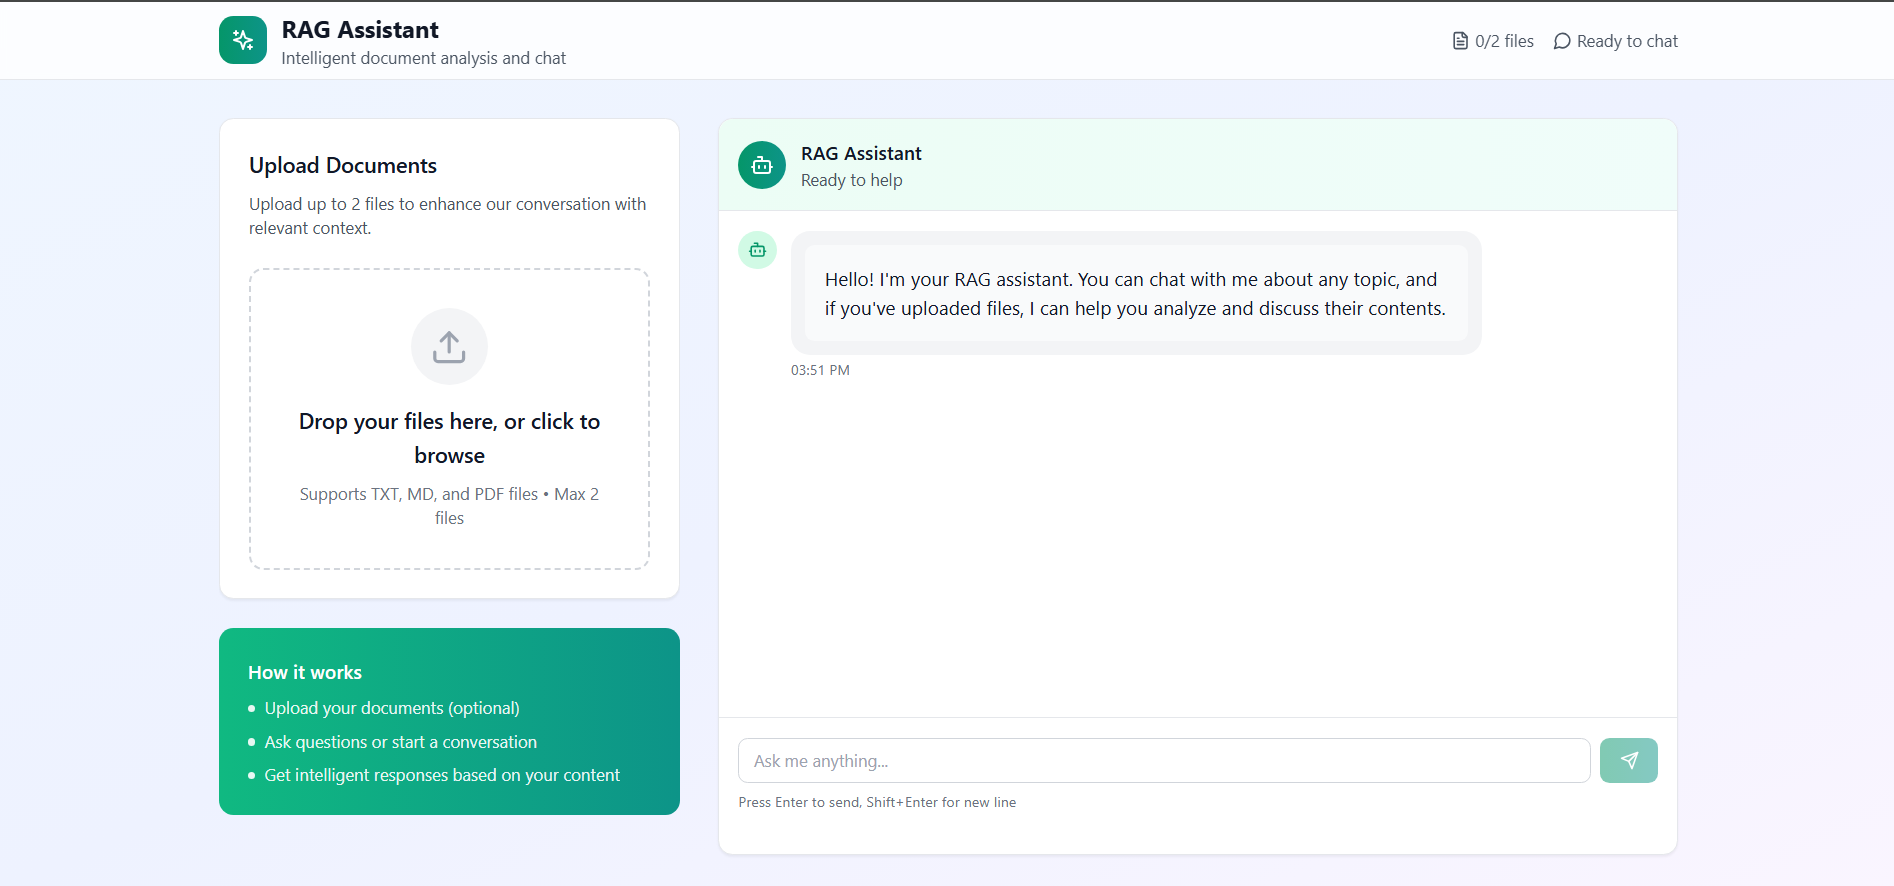 RAG Assistant
Intelligent document analysis and chat
0/2 files
Ready to chat
Upload Documents
Upload up to 2 files to enhance our conversation with
relevant context.
Drop your files here, or click to
browse
Supports TXT, MD, and PDF files • Max 2
files
How it works
• Upload your documents (optional)
• Ask questions or start a conversation
• Get intelligent responses based on your content
RAG Assistant
Ready to help
Hello! I'm your RAG assistant. You can chat with me about any topic, and
if you've uploaded files, I can help you analyze and discuss their contents.
03:51 PM
Ask me anything...
Press Enter to send, Shift+Enter for new line